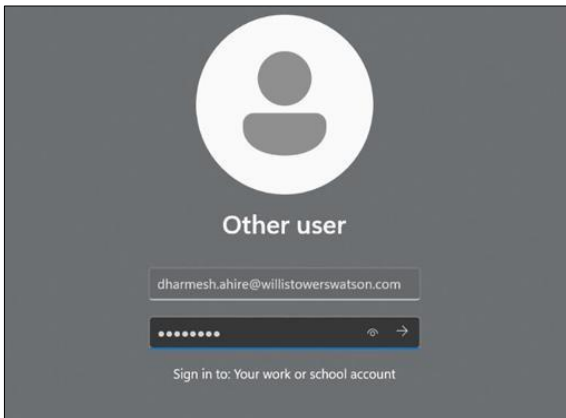 Other user
dharmesh.ahire@willistowerswatson.com
●●●●●●●●
Sign in to: Your work or school account